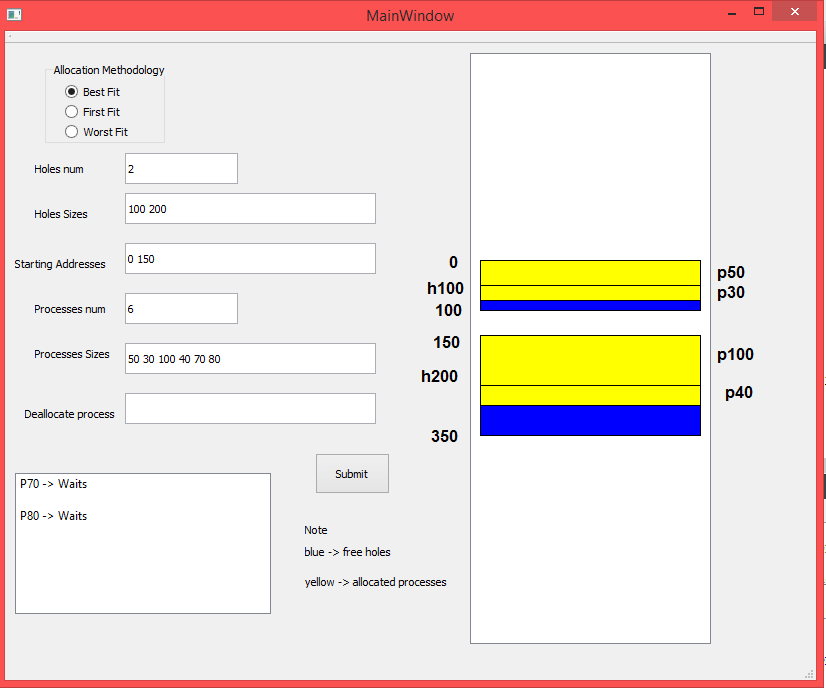 MainWindow
Allocation Methodology
Best Fit
First Fit
Worst Fit
Holes num
2
Holes Sizes
100 200
Starting Addresses
0 150
Processes num
6
Processes Sizes
50 30 100 40 70 80
Deallocate process
Submit
P70 -> Waits
P80 -> Waits
Note
blue -> free holes
yellow -> allocated processes
0
p50
h100
p30
100
150
p100
h200
p40
350